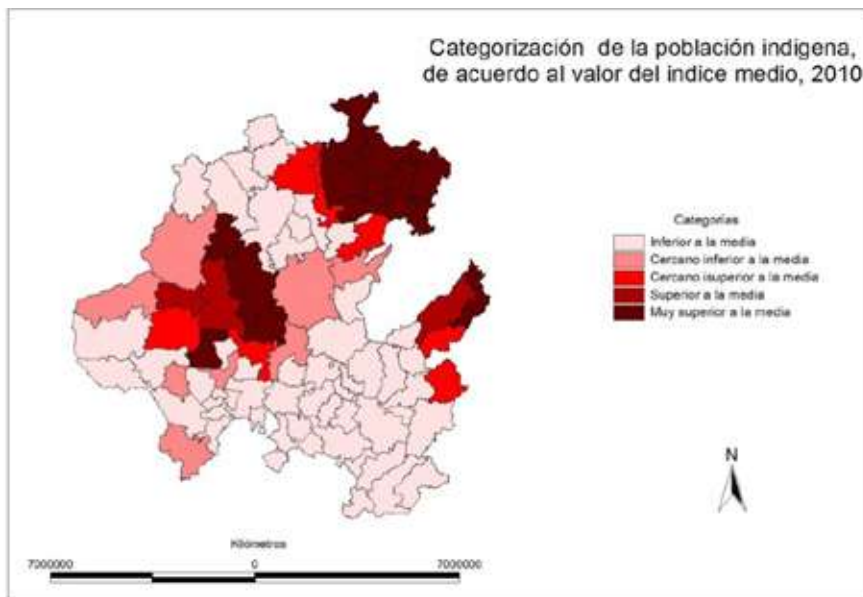 Categorización de la población indigena,
de acuerdo al valor del indice medio, 2010
Categorías
Inferior a la media
Cercano inferior a la media
Cercano isuperior a la media
Superior a la media
Muy superior a la media
N
Kilómetros
7000000 0 7000000